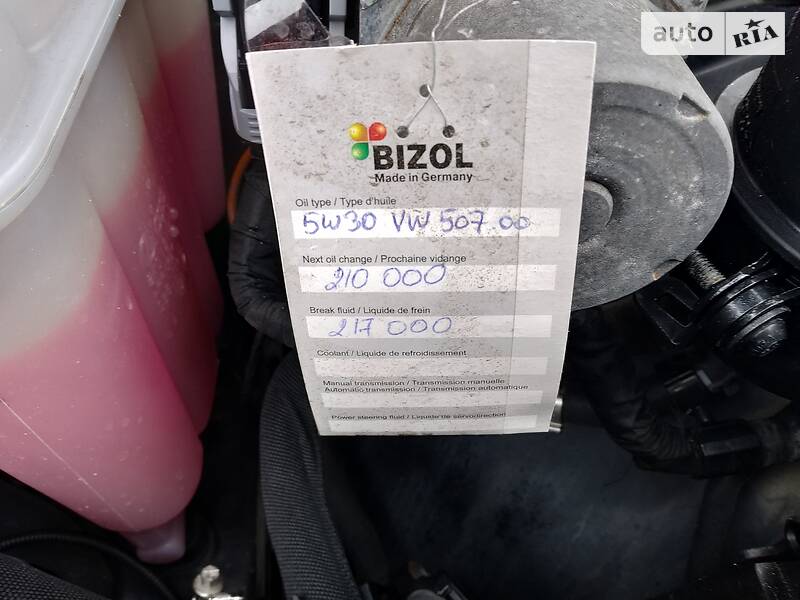 auto RIA
BIZOL
Made in Germany
Oil type / Type d'huile
5W30 VW 507 00
Next oil change / Prochaine vidange
210 000
Break fluid / Liquide de frein
217 000
Coolant / Liquide de refroidissement
Manual transmission / Transmission manuelle
Automatic transmission / Transmission automatique
Power steering fluid / Liquide de servodirection